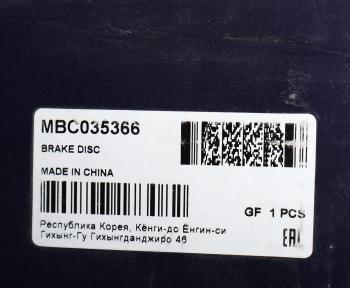 MBC035366
BRAKE DISC
MADE IN CHINA
GF 1 PCS
Республика Корея, Кёнги-до Ёнгин-си
Гихынг-Гу Гихынгданджиро 46
EAC